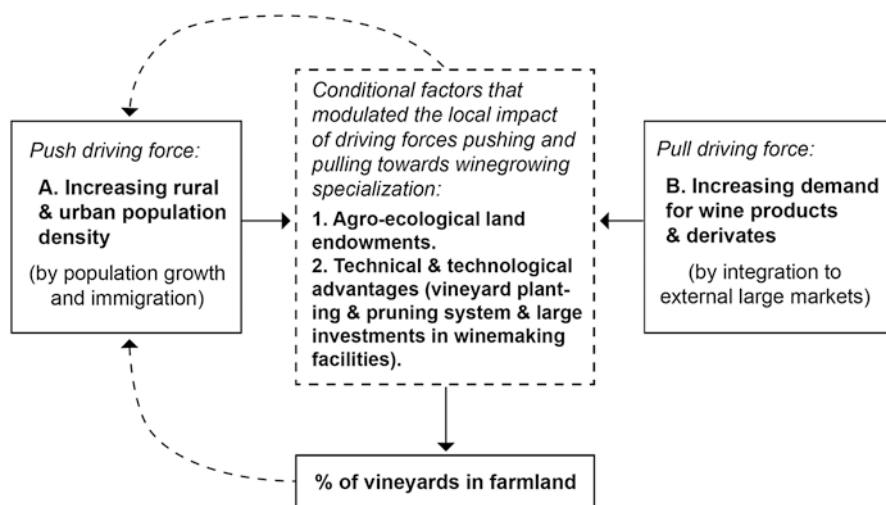 Push driving force:
A. Increasing rural
& urban population
density
(by population growth
and immigration)
Conditional factors that
modulated the local impact
of driving forces pushing and
pulling towards winegrowing
specialization:
1. Agro-ecological land
endowments.
2. Technical & technological
advantages (vineyard plant-
ing & pruning system & large
investments in winemaking
facilities).
Pull driving force:
B. Increasing demand
for wine products
& derivates
(by integration to
external large markets)
% of vineyards in farmland